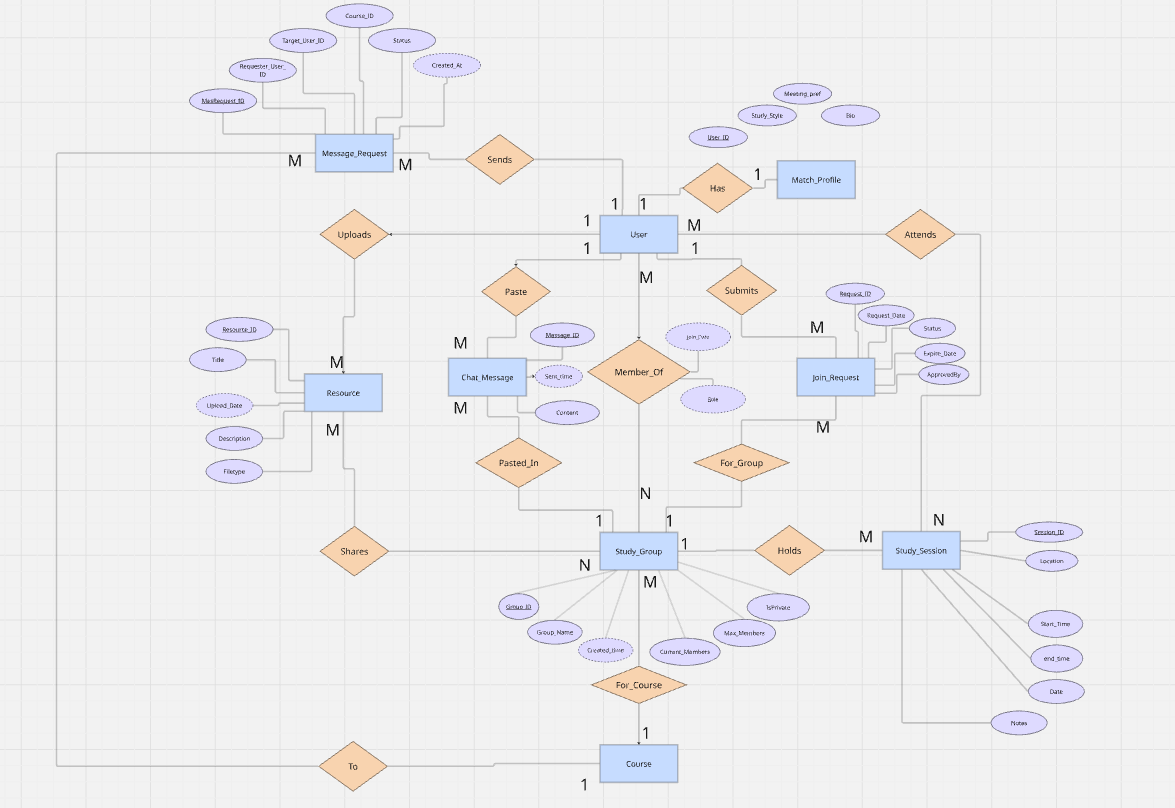 Course_ID
Target_User_ID
Status
Requester_User_
ID
Created_At
MesRequest_ID
Message_Request
M
M
Sends
Meeting_pref
Study_Style
Bio
User_ID
Has
1
Match_Profile
1
1
Uploads
1
User
M
Attends
1
M
1
Paste
Submits
Request_ID
Request_Date
Status
Expire_Date
ApprovedBy
M
Join_Request
M
Resource_ID
Title
Upload_Date
Description
Filetype
M
Resource
M
M
Message_ID
Chat_Message
Sent_time
Content
M
Join_Date
Member_Of
Role
Pasted_In
For_Group
N
1
1
Shares
Study_Group
1
Holds
M
N
Study_Session
N
M
Session_ID
Location
Start_Time
end_time
Date
Notes
Group_ID
Group_Name
Created_time
Current_Members
Max_Members
IsPrivate
For_Course
1
To
Course
1